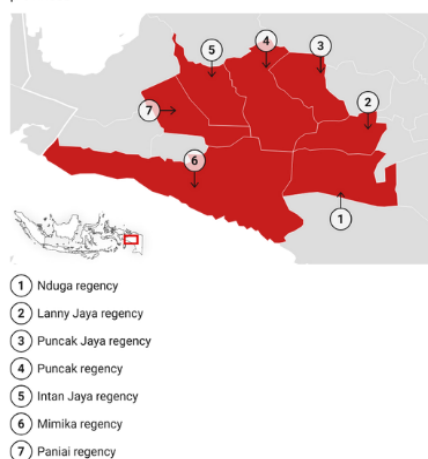 5
4
3
2
7
6
1
1 Nduga regency
2 Lanny Jaya regency
3 Puncak Jaya regency
4 Puncak regency
5 Intan Jaya regency
6 Mimika regency
7 Paniai regency